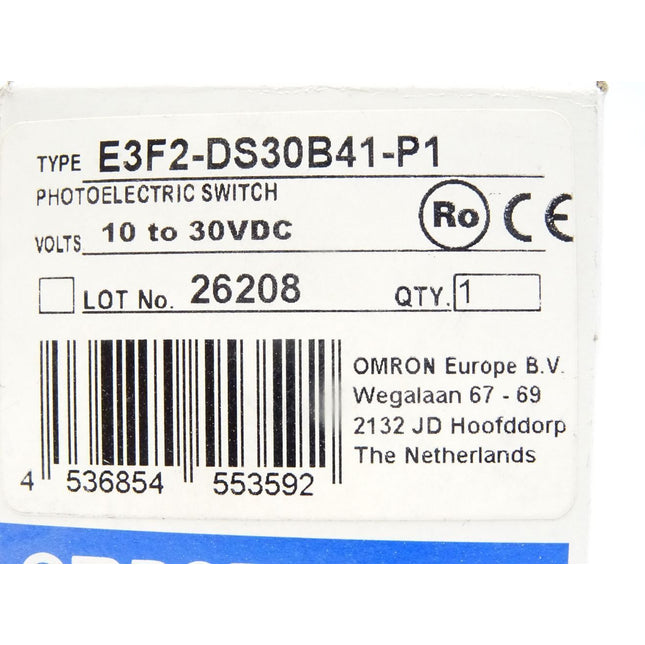 TYPE E3F2-DS30B41-P1
PHOTOELECTRIC SWITCH
VOLTS 10 to 30VDC
Ro CE
LOT No. 26208 QTY. 1
OMRON Europe B.V.
Wegalaan 67 - 69
2132 JD Hoofddorp
The Netherlands
4 536854 553592